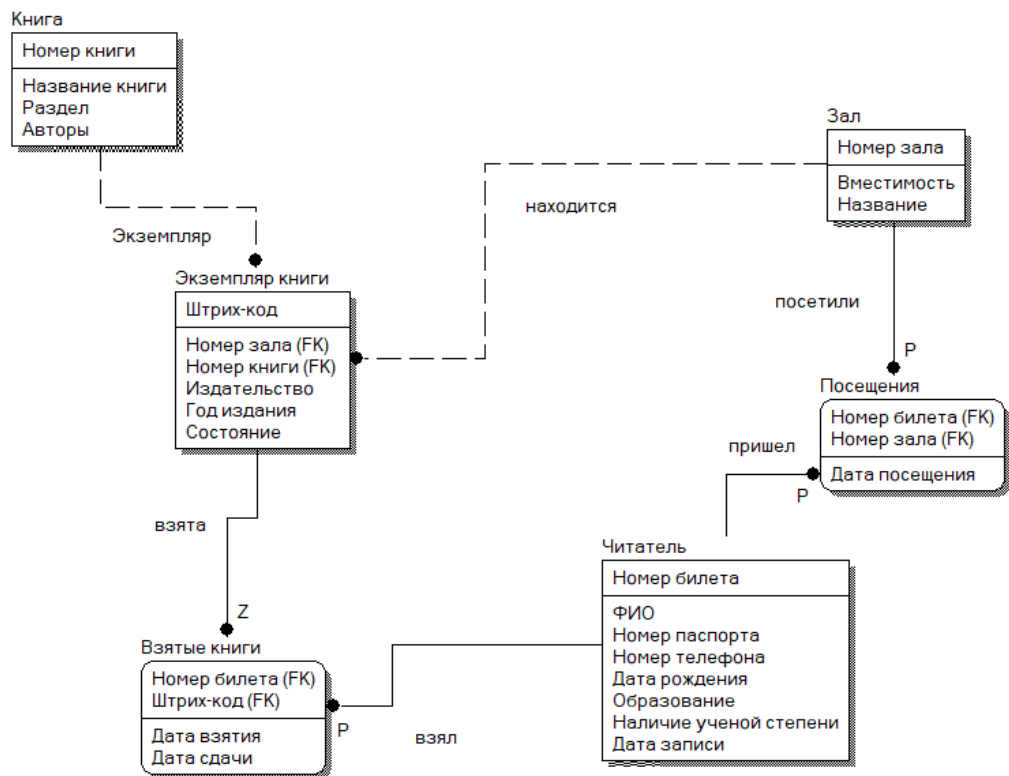 Книга
Номер книги
Название книги
Раздел
Авторы
Экземпляр
находится
Зал
Номер зала
Вместимость
Название
посетили
P
Экземпляр книги
Штрих-код
Номер зала (FK)
Номер книги (FK)
Издательство
Год издания
Состояние
Посещения
Номер билета (FK)
Номер зала (FK)
Дата посещения
пришел
P
взята
Z
Читатель
Номер билета
ФИО
Номер паспорта
Номер телефона
Дата рождения
Образование
Наличие ученой степени
Дата записи
Взятые книги
Номер билета (FK)
Штрих-код (FK)
Дата взятия
Дата сдачи
P
взял